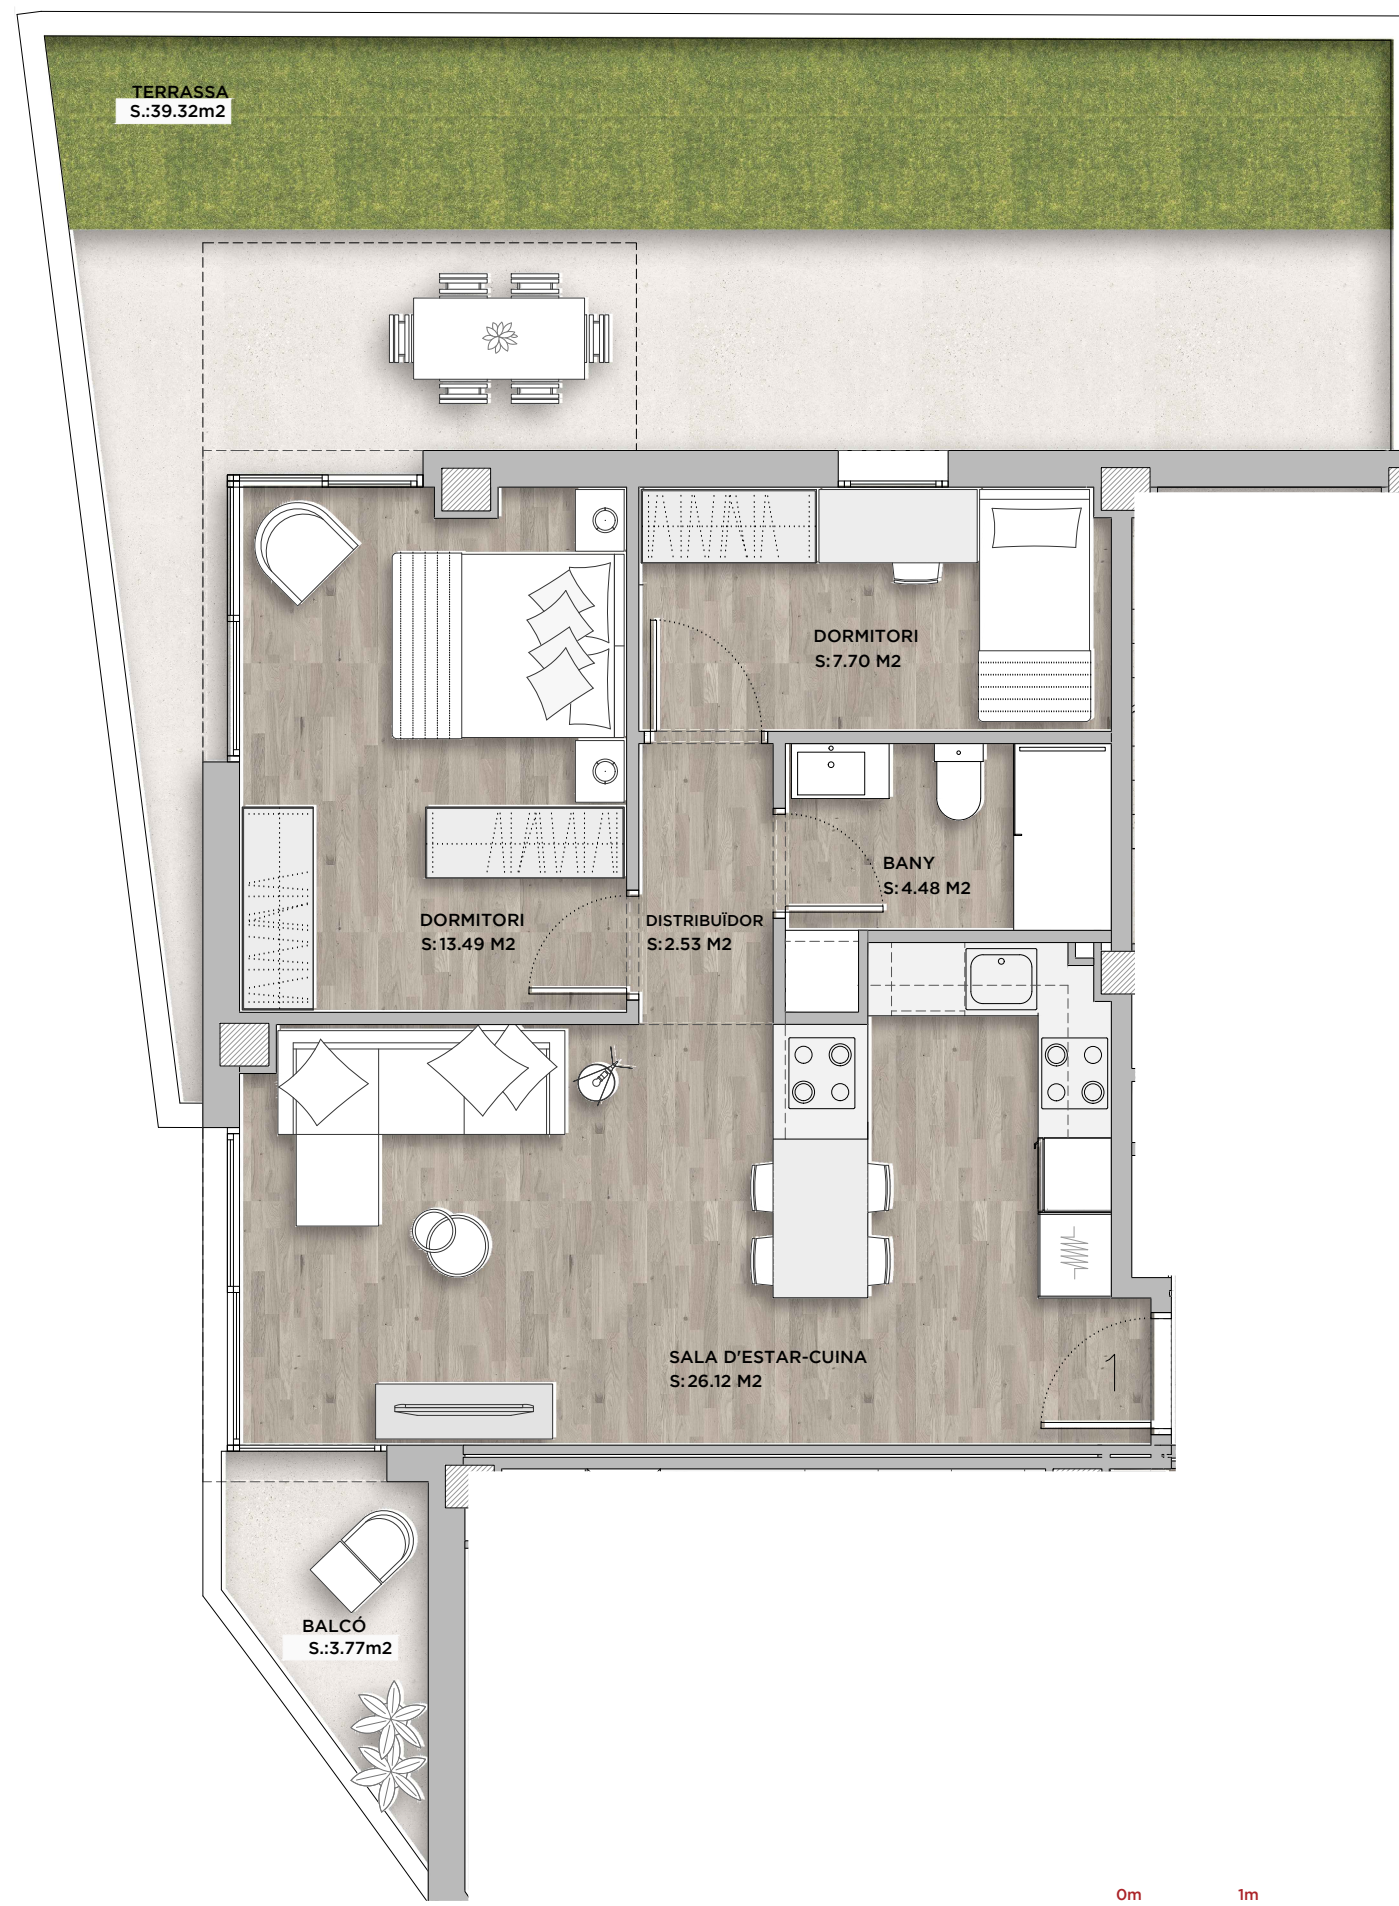 TERRASSA
S.:39.32m2
DORMITORI
S:7.70 M2
BANY
S:4.48 M2
DORMITORI
S:13.49 M2
DISTRIBUÏDOR
S:2.53 M2
SALA D'ESTAR-CUINA
S:26.12 M2
1
BALCÓ
S.:3.77m2
0m 1m